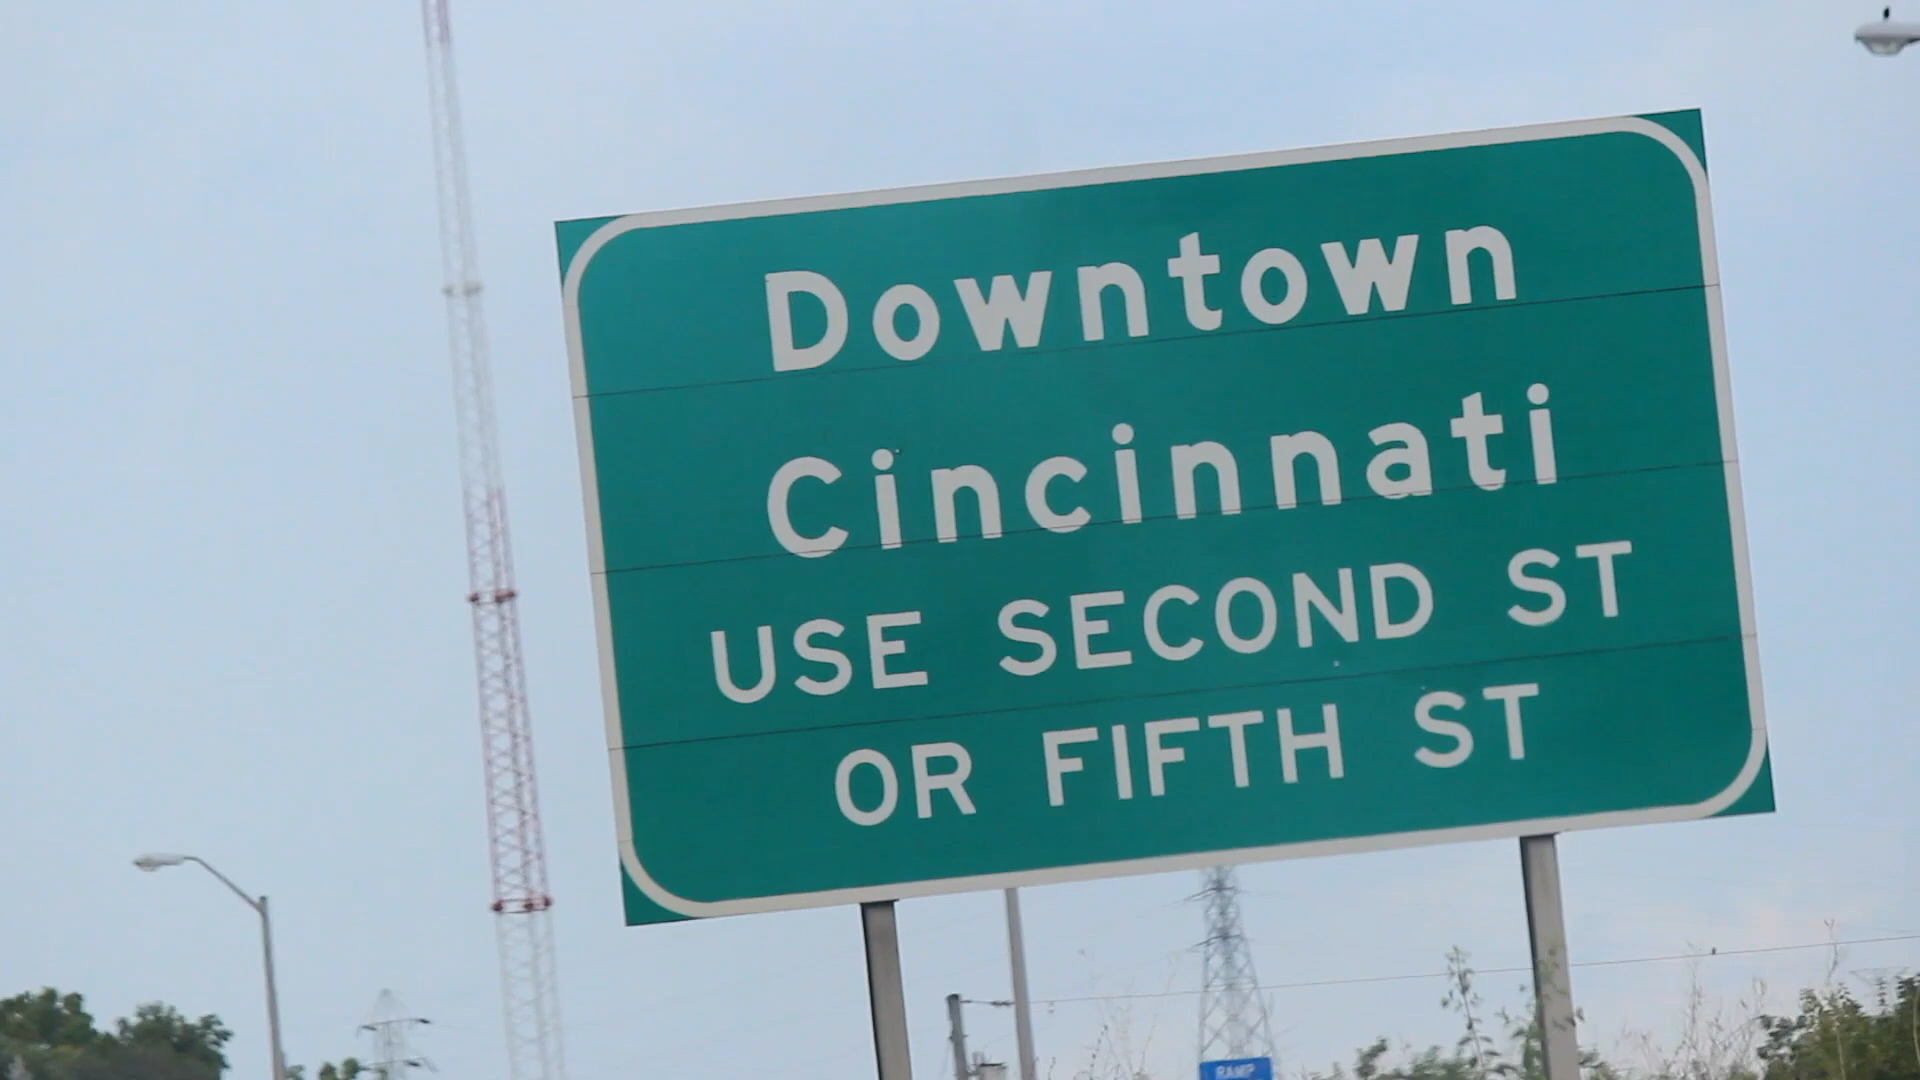 Downtown
Cincinnati
USE SECOND ST
OR FIFTH ST
RAMP